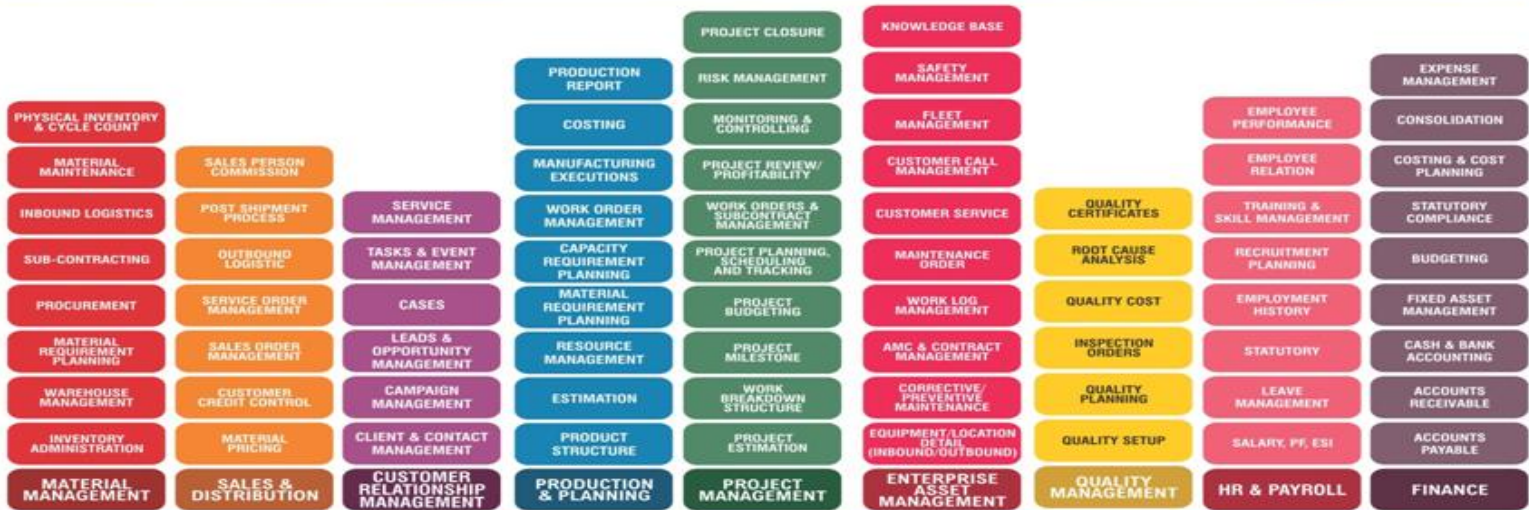 PROJECT CLOSURE
KNOWLEDGE BASE
PRODUCTION
REPORT
RISK MANAGEMENT
SAFETY
MANAGEMENT
EXPENSE
MANAGEMENT
PHYSICAL INVENTORY
& CYCLE COUNT
COSTING
MONITORING &
CONTROLLING
FLEET
MANAGEMENT
EMPLOYEE
PERFORMANCE
CONSOLIDATION
MATERIAL
MAINTENANCE
SALES PERSON
COMMISSION
MANUFACTURING
EXECUTIONS
PROJECT REVIEW/
PROFITABILITY
CUSTOMER CALL
MANAGEMENT
EMPLOYEE
RELATION
COSTING & COST
PLANNING
INBOUND LOGISTICS
POST SHIPMENT
PROCESS
SERVICE
MANAGEMENT
WORK ORDER
MANAGEMENT
WORK ORDERS &
SUBCONTRACT
MANAGEMENT
CUSTOMER SERVICE
QUALITY
CERTIFICATES
TRAINING &
SKILL MANAGEMENT
STATUTORY
COMPLIANCE
SUB-CONTRACTING
OUTBOUND
LOGISTIC
TASKS & EVENT
MANAGEMENT
CAPACITY
REQUIREMENT
PLANNING
PROJECT PLANNING,
SCHEDULING
AND TRACKING
MAINTENANCE
ORDER
ROOT CAUSE
ANALYSIS
RECRUITMENT
PLANNING
BUDGETING
PROCUREMENT
SERVICE ORDER
MANAGEMENT
CASES
MATERIAL
REQUIREMENT
PLANNING
PROJECT
BUDGETING
WORK LOG
MANAGEMENT
QUALITY COST
EMPLOYMENT
HISTORY
FIXED ASSET
MANAGEMENT
MATERIAL
REQUIREMENT
PLANNING
SALES ORDER
MANAGEMENT
LEADS &
OPPORTUNITY
MANAGEMENT
RESOURCE
MANAGEMENT
PROJECT
MILESTONE
AMC & CONTRACT
MANAGEMENT
INSPECTION
ORDERS
STATUTORY
CASH & BANK
ACCOUNTING
WAREHOUSE
MANAGEMENT
CUSTOMER
CREDIT CONTROL
CAMPAIGN
MANAGEMENT
ESTIMATION
WORK
BREAKDOWN
STRUCTURE
CORRECTIVE/
PREVENTIVE
MAINTENANCE
QUALITY
PLANNING
LEAVE
MANAGEMENT
ACCOUNTS
RECEIVABLE
INVENTORY
ADMINISTRATION
MATERIAL
PRICING
CLIENT & CONTACT
MANAGEMENT
PRODUCT
STRUCTURE
PROJECT
ESTIMATION
EQUIPMENT/LOCATION
DETAIL
(INBOUND/OUTBOUND)
QUALITY SETUP
SALARY, PF, ESI
ACCOUNTS
PAYABLE
MATERIAL
MANAGEMENT
SALES &
DISTRIBUTION
CUSTOMER
RELATIONSHIP
MANAGEMENT
PRODUCTION
& PLANNING
PROJECT
MANAGEMENT
ENTERPRISE
ASSET
MANAGEMENT
QUALITY
MANAGEMENT
HR & PAYROLL
FINANCE